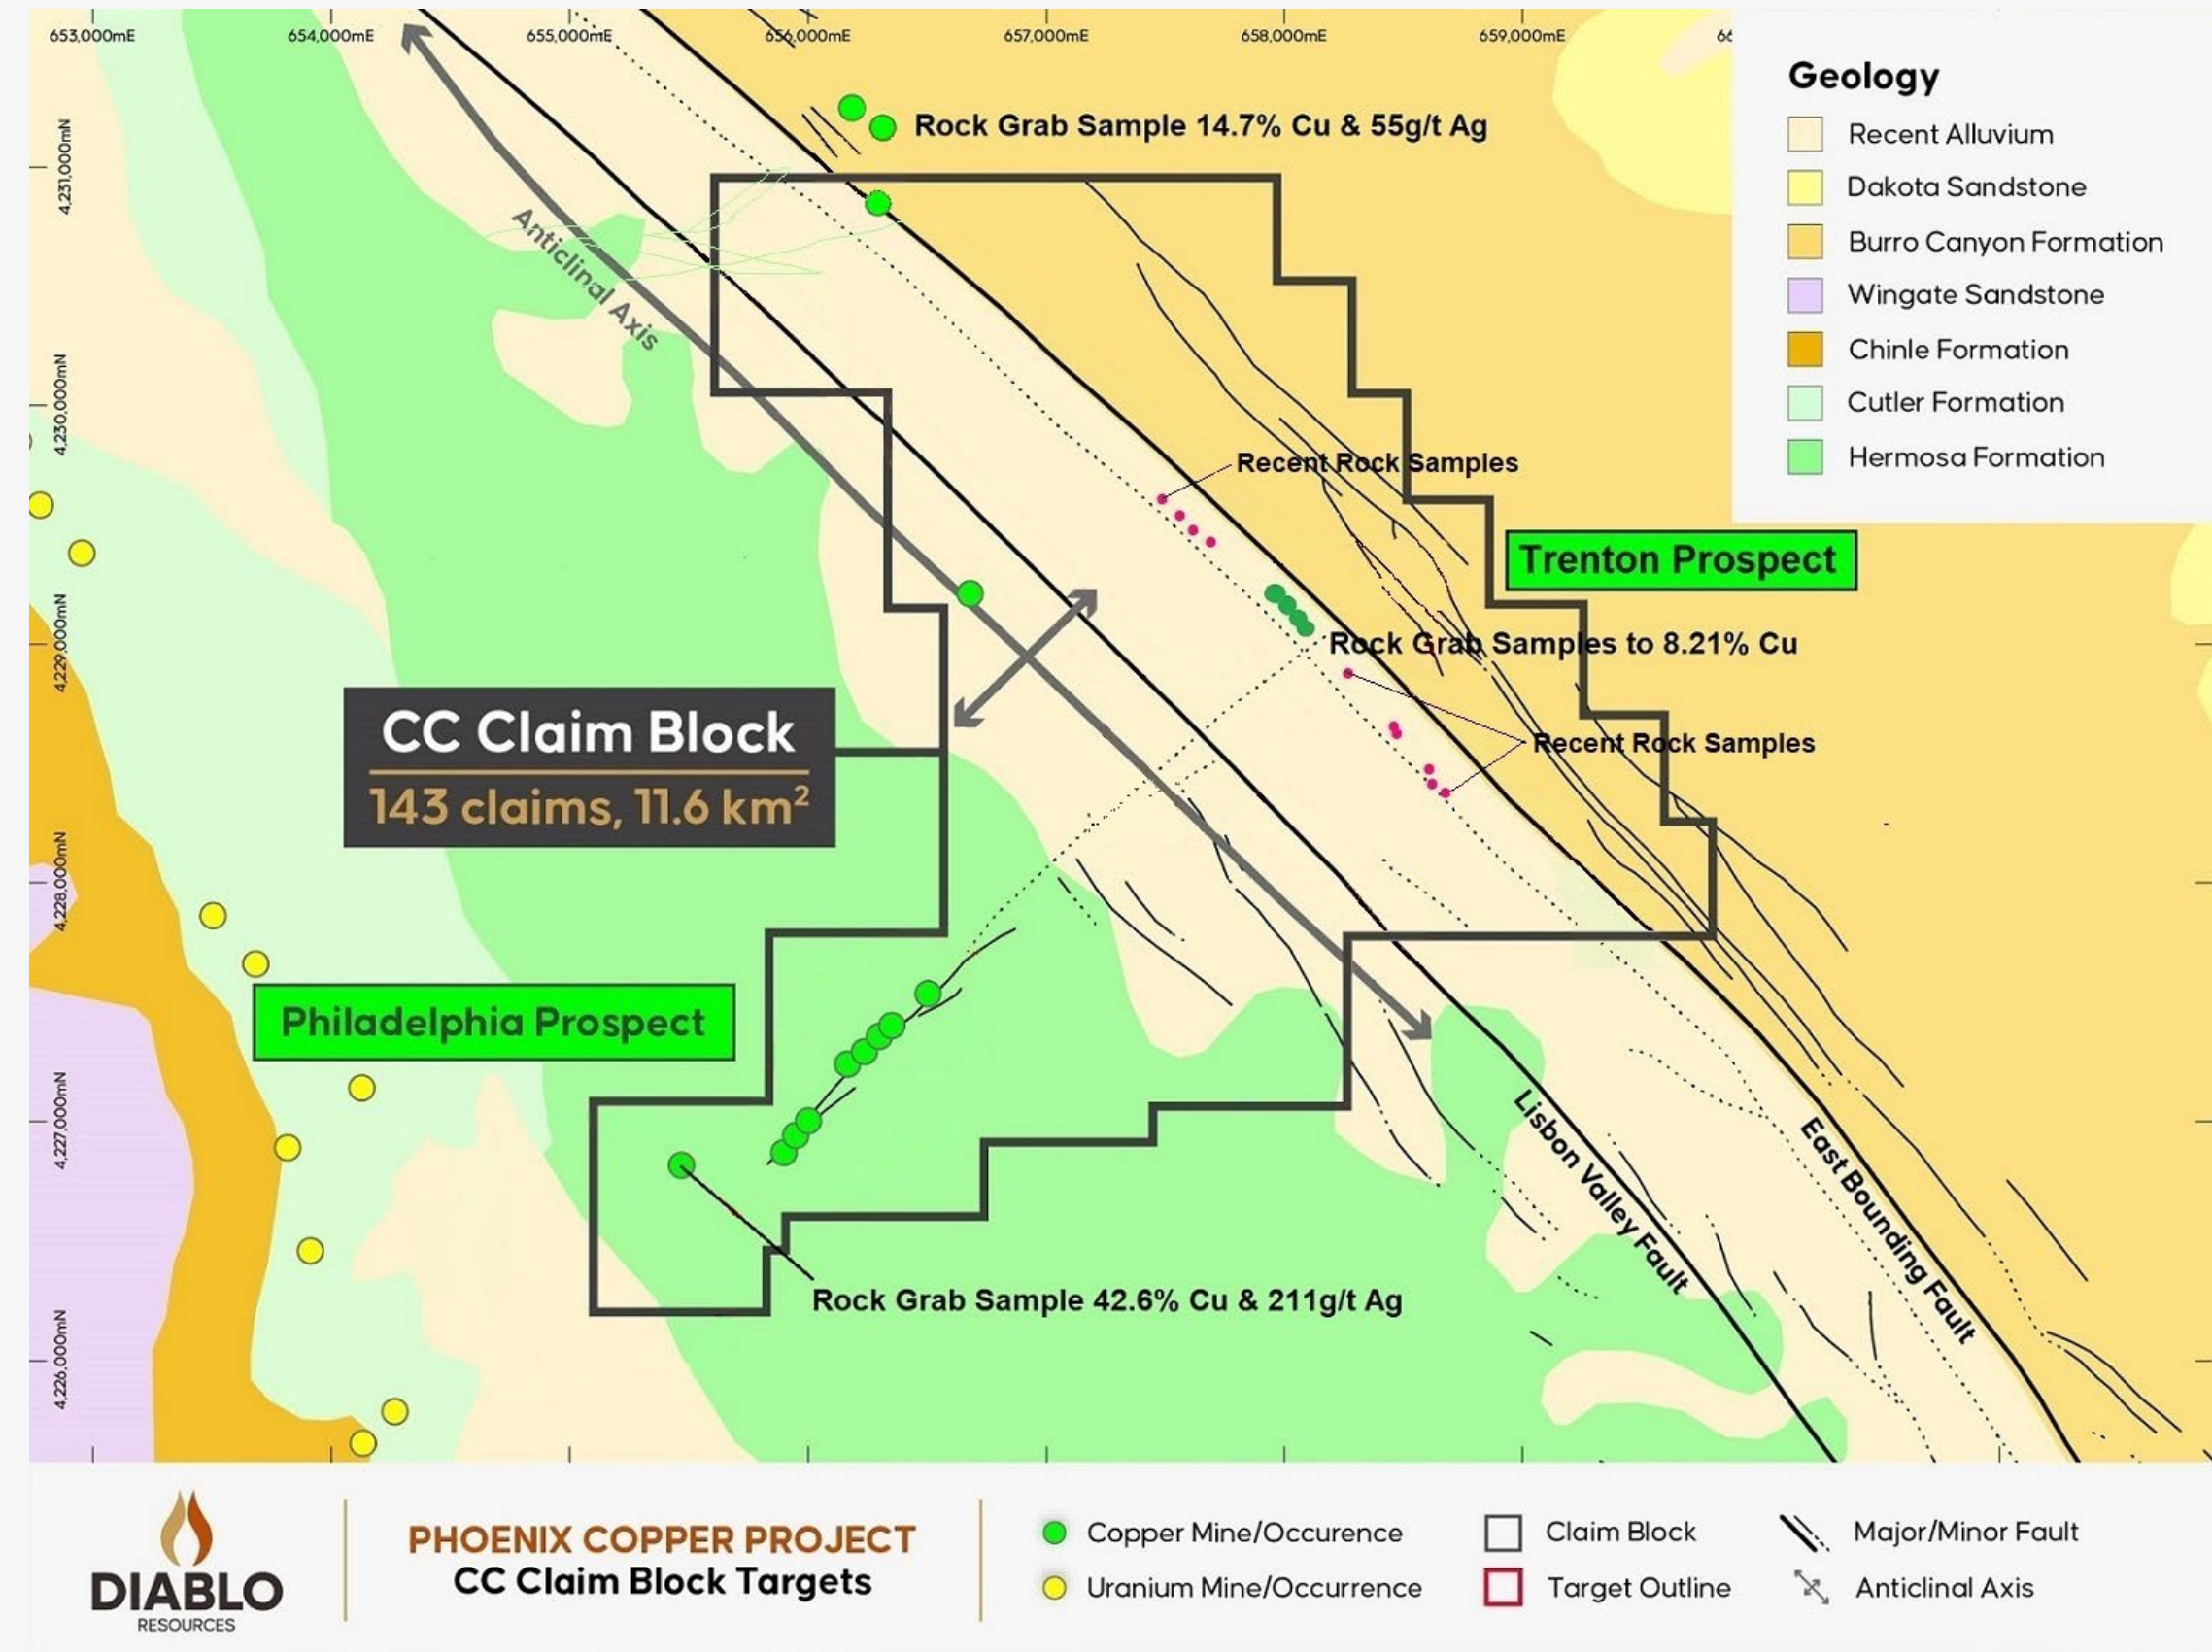 653,000mE
654,000mE
655,000mE
656,000mE
657,000mE
658,000mE
659,000mE
4,231,000mN
4,230,000mN
4,229,000mN
4,228,000mN
4,227,000mN
4,226,000mN
Rock Grab Sample 14.7% Cu & 55g/t Ag
Anticlinal Axis
Recent Rock Samples
Trenton Prospect
Rock Grab Samples to 8.21% Cu
Recent Rock Samples
CC Claim Block
143 claims, 11.6 km²
Philadelphia Prospect
Rock Grab Sample 42.6% Cu & 211g/t Ag
Lisbon Valley Fault
East Bounding Fault
Geology
Recent Alluvium
Dakota Sandstone
Burro Canyon Formation
Wingate Sandstone
Chinle Formation
Cutler Formation
Hermosa Formation
DIABLO
RESOURCES
PHOENIX COPPER PROJECT
CC Claim Block Targets
Copper Mine/Occurence
Uranium Mine/Occurrence
Claim Block
Target Outline
Major/Minor Fault
Anticlinal Axis